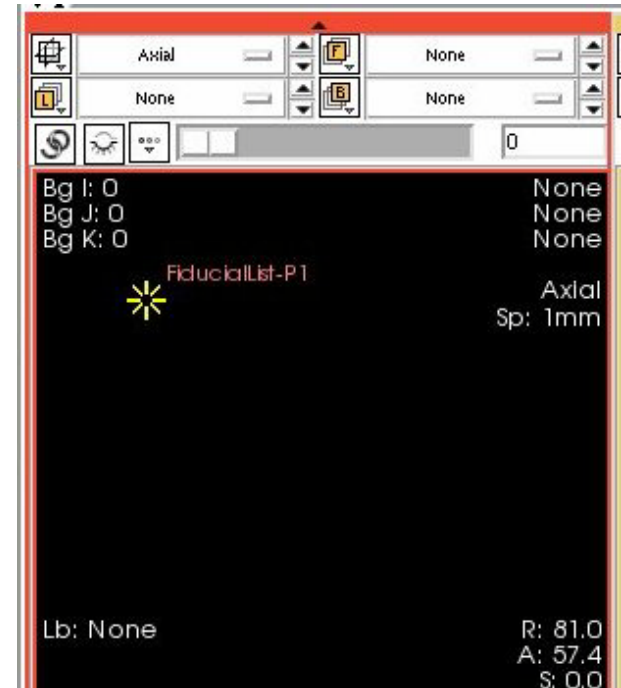 Axial
F
None
L
None
B
None
0
Bg I: 0
None
Bg J: 0
None
Bg K: 0
None
FiducialList-P1
Axial
Sp: 1mm
Lb: None
R: 81.0
A: 57.4
S: 0.0